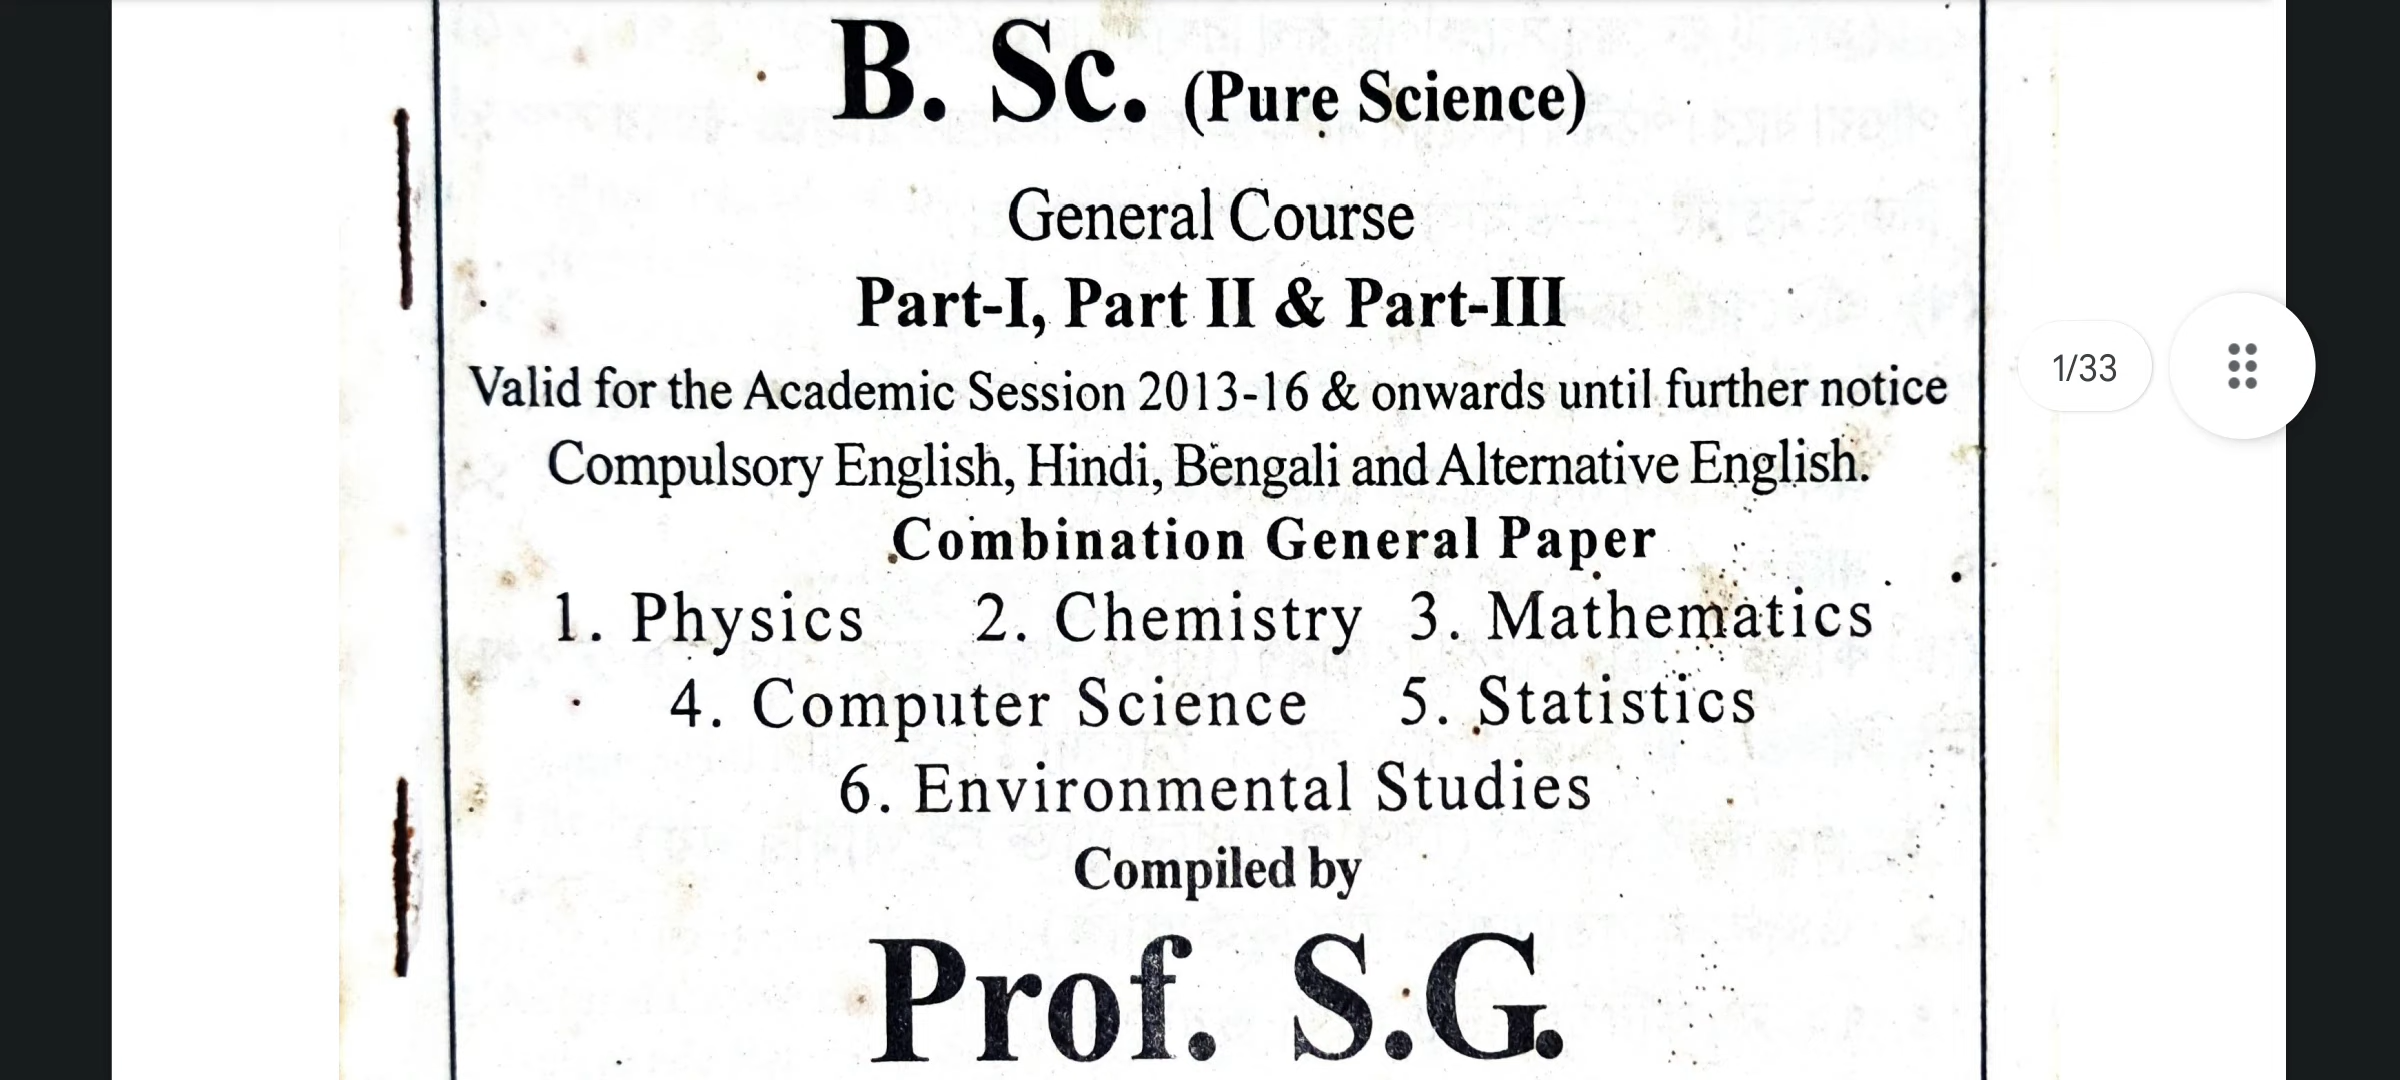 B. Sc. (Pure Science)
General Course
Part-I, Part II & Part-III
Valid for the Academic Session 2013-16 & onwards until further notice
Compulsory English, Hindi, Bengali and Alternative English.
Combination General Paper
1. Physics 2. Chemistry 3. Mathematics
4. Computer Science 5. Statistics
6. Environmental Studies
Compiled by
Prof. S.G.
1/33